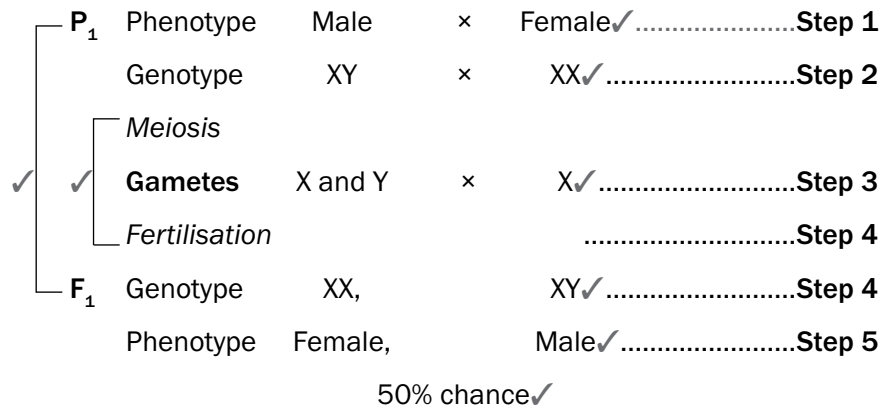 P₁ Phenotype Male × Female✓......................Step 1
Genotype XY × XX✓..........................Step 2
Meiosis
✓ ✓ Gametes X and Y × X✓...........................Step 3
Fertilisation .............................Step 4
F₁ Genotype XX, XY✓..........................Step 4
Phenotype Female, Male✓........................Step 5
50% chance✓